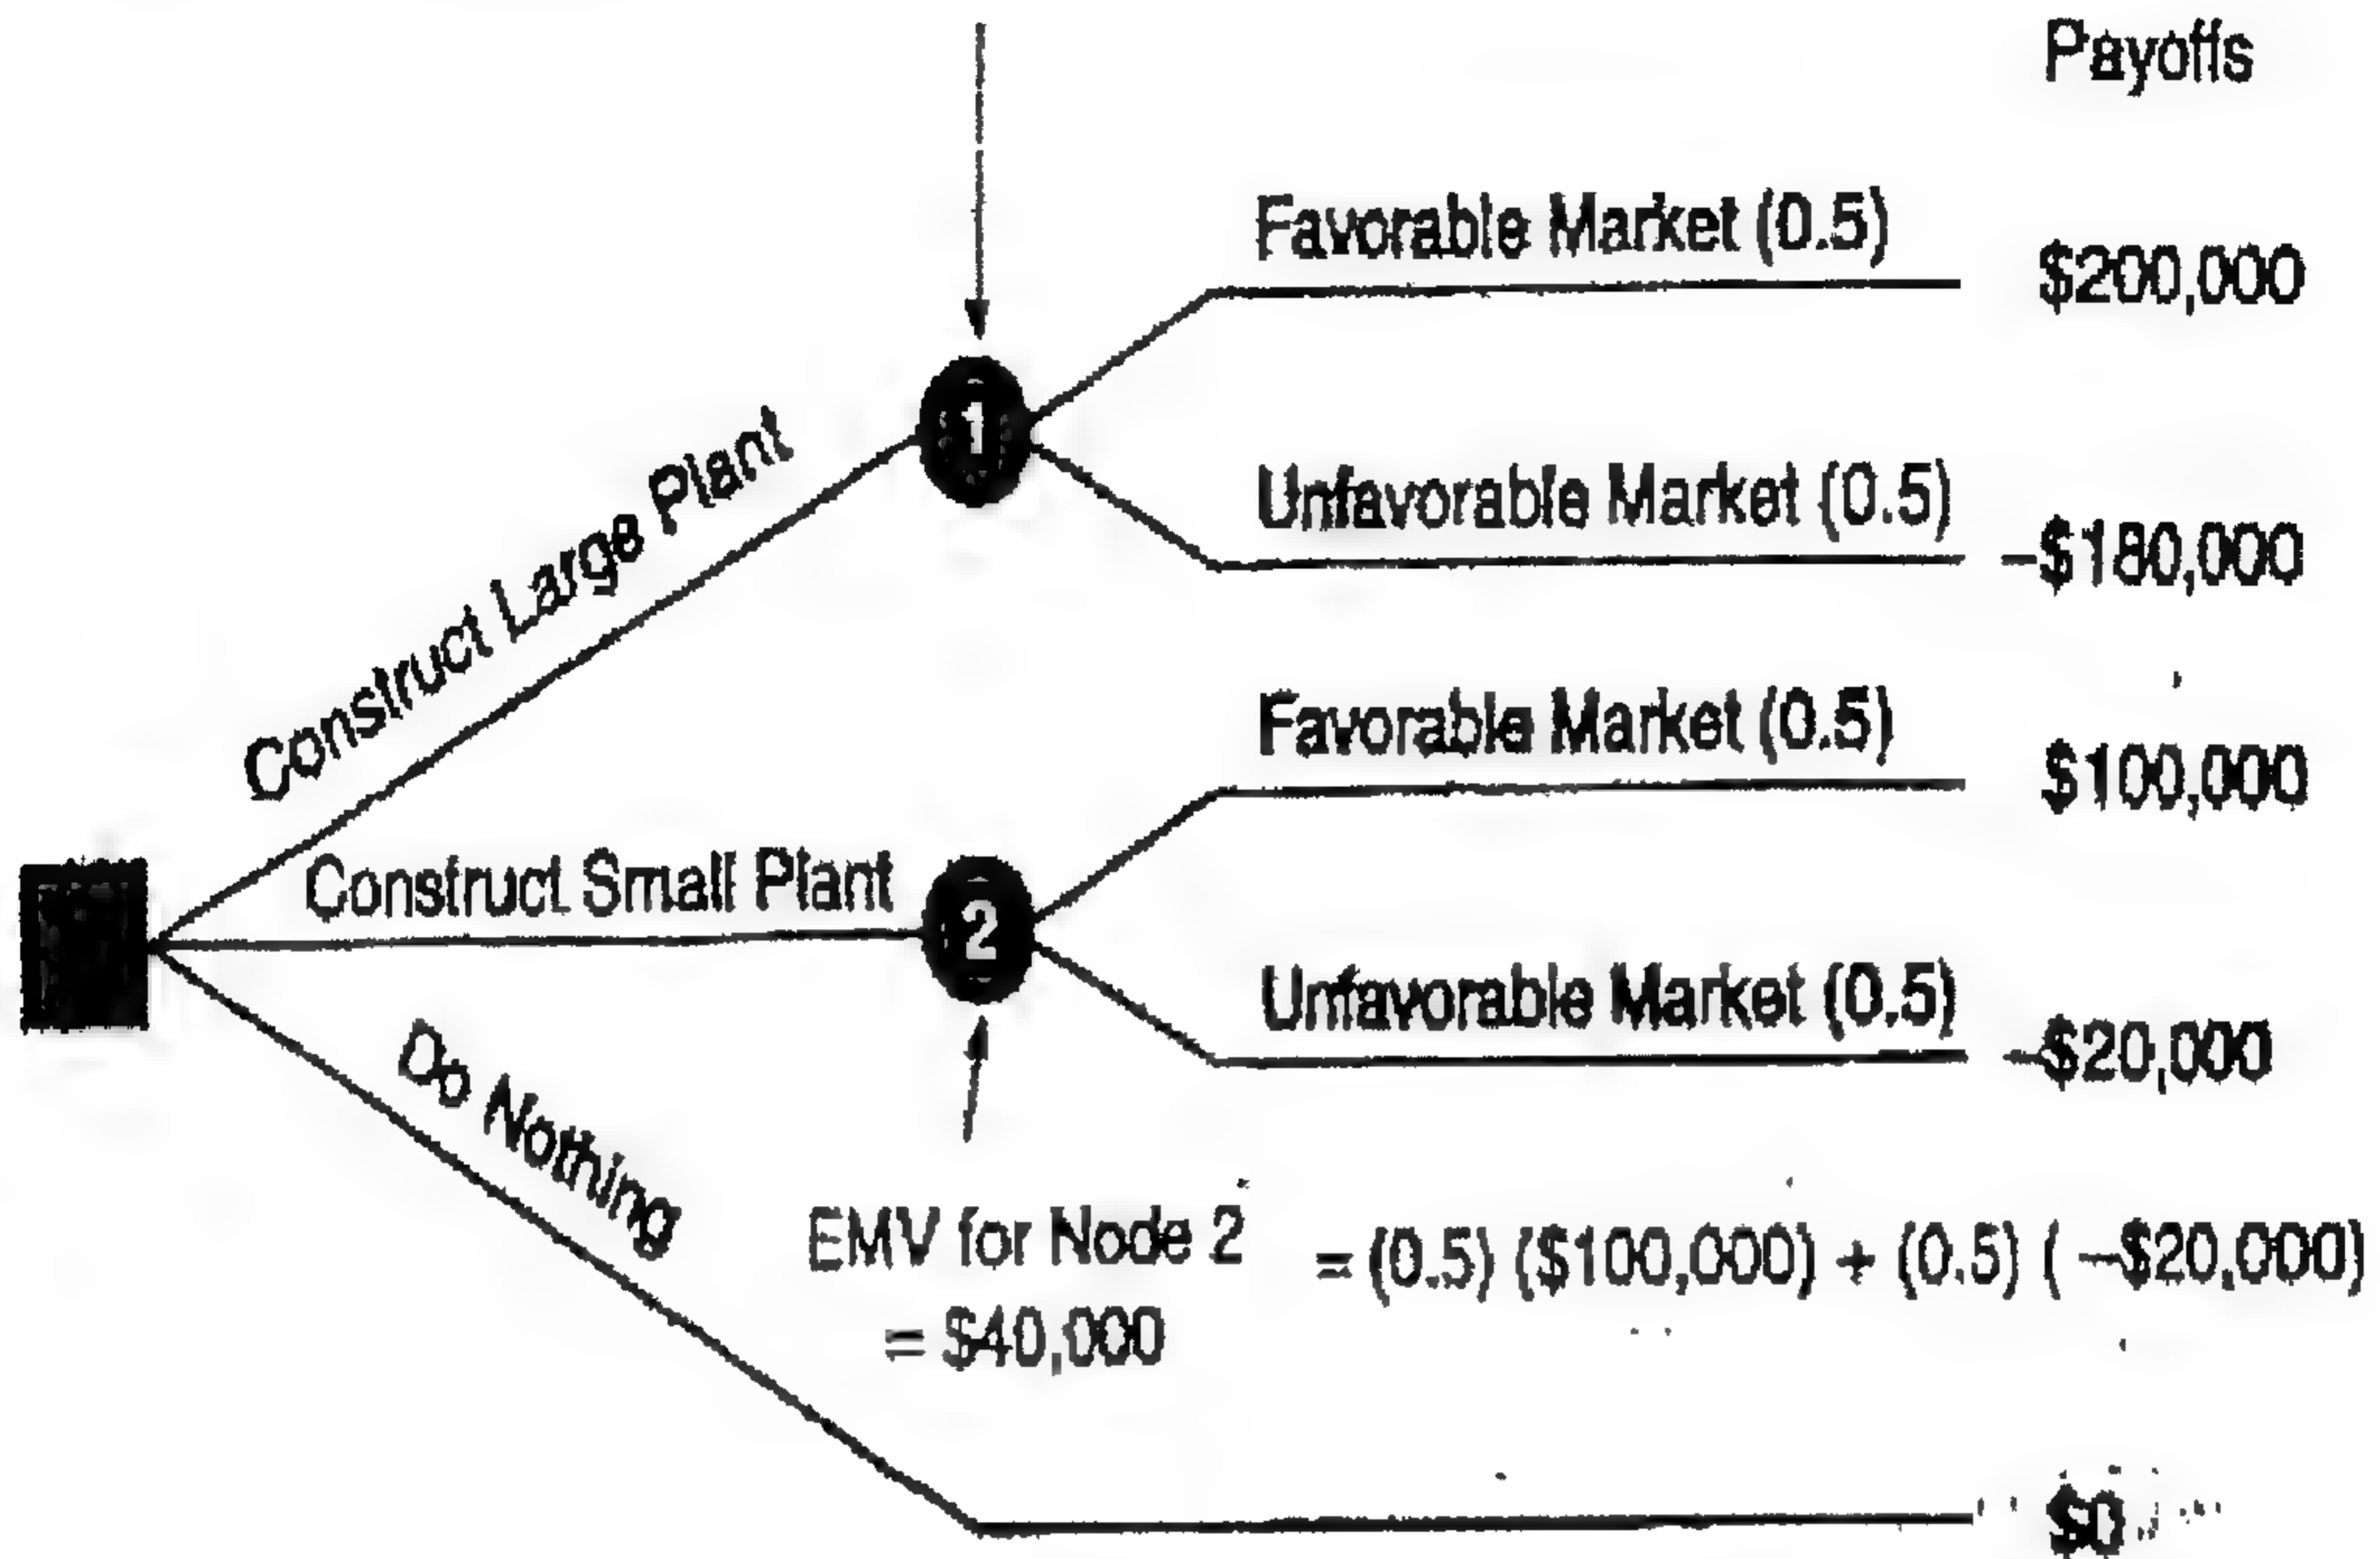 Payoffs
Favorable Market (0.5)
$200,000
1
Unfavorable Market (0.5)
–$180,000
Construct Large Plant
Favorable Market (0.5)
$100,000
Construct Small Plant
2
Unfavorable Market (0.5)
–$20,000
Do Nothing
EMV for Node 2 = (0.5) ($100,000) + (0.5) ( –$20,000)
= $40,000
$0